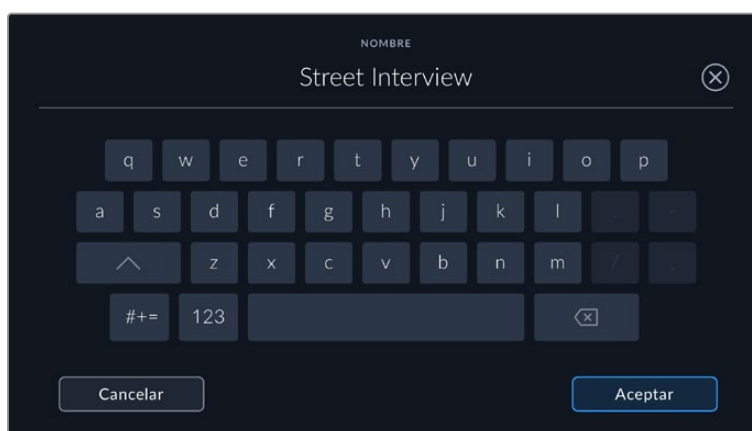 NOMBRE
Street Interview
q w e r t y u i o p
a s d f g h j k l . -
z x c v b n m / ,
#+= 123
Cancelar Aceptar